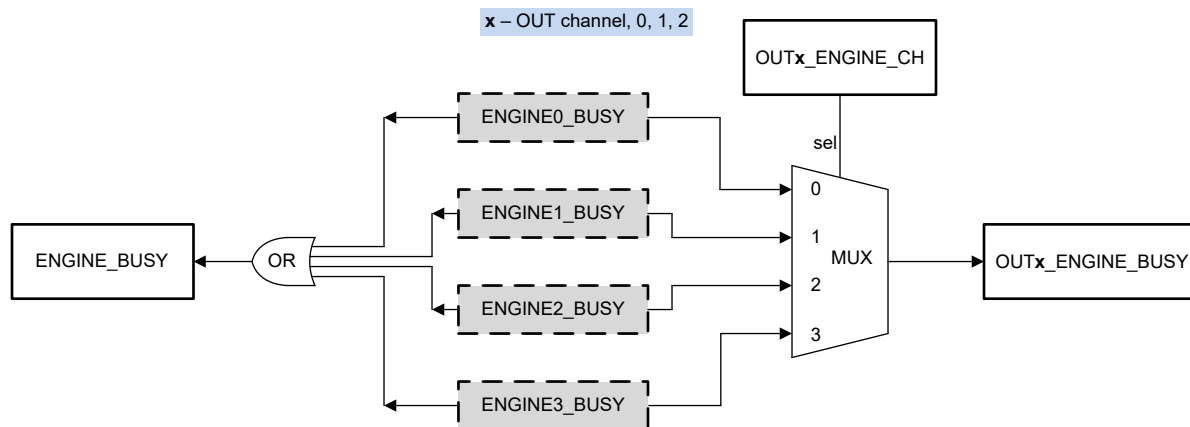 x – OUT channel, 0, 1, 2
OUTx_ENGINE_CH
ENGINE0_BUSY
sel
0
ENGINE1_BUSY
1
ENGINE_BUSY
OR
MUX
OUTx_ENGINE_BUSY
2
ENGINE2_BUSY
3
ENGINE3_BUSY